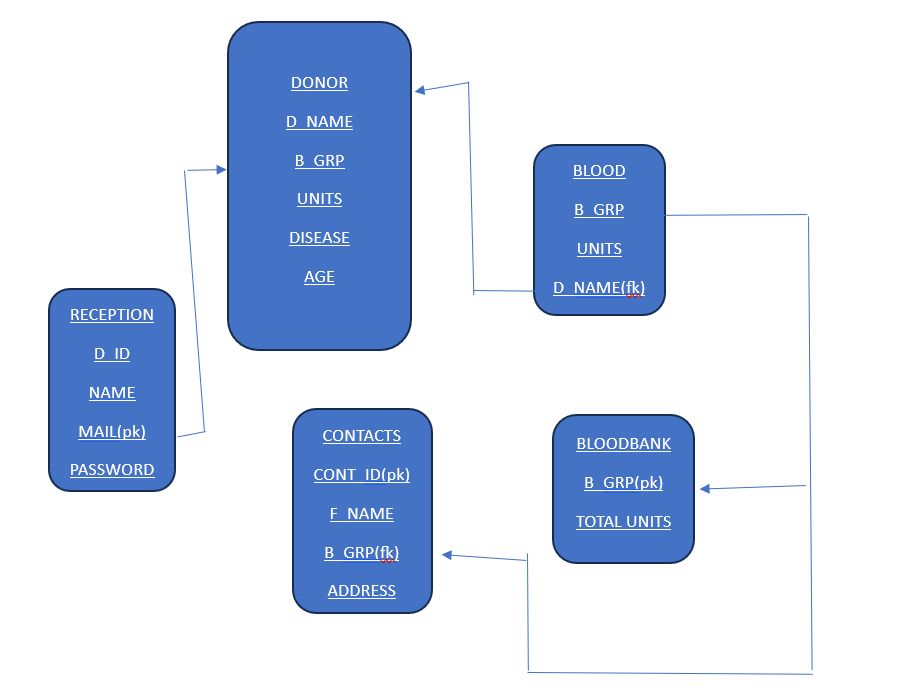 DONOR
D_NAME
B_GRP
UNITS
DISEASE
AGE
BLOOD
B_GRP
UNITS
D_NAME(fk)
RECEPTION
D_ID
NAME
MAIL(pk)
PASSWORD
CONTACTS
CONT_ID(pk)
F_NAME
B_GRP(fk)
ADDRESS
BLOODBANK
B_GRP(pk)
TOTAL UNITS